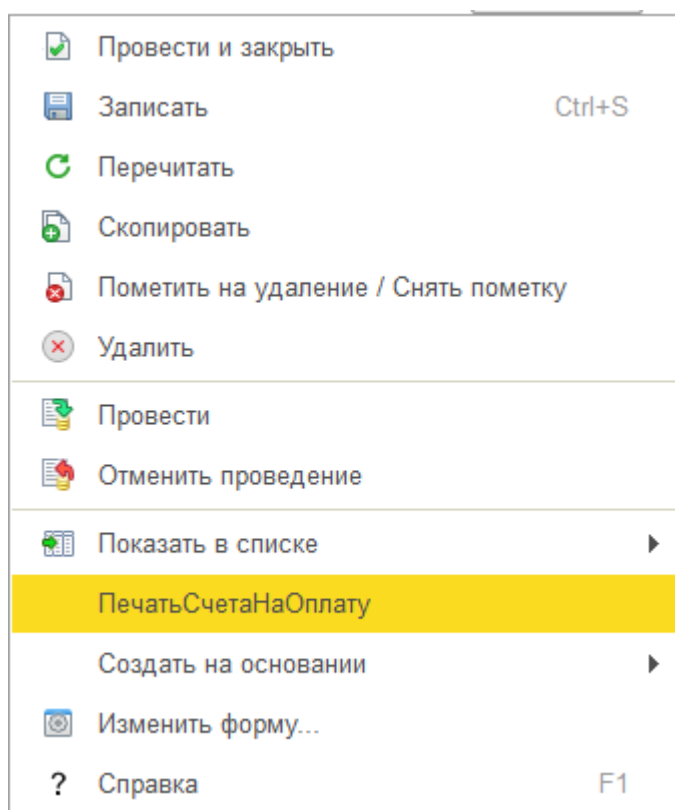 Провести и закрыть
Записать Ctrl+S
Перечитать
Скопировать
Пометить на удаление / Снять пометку
Удалить
Провести
Отменить проведение
Показать в списке
ПечатьСчетаНаОплату
Создать на основании
Изменить форму...
? Справка F1